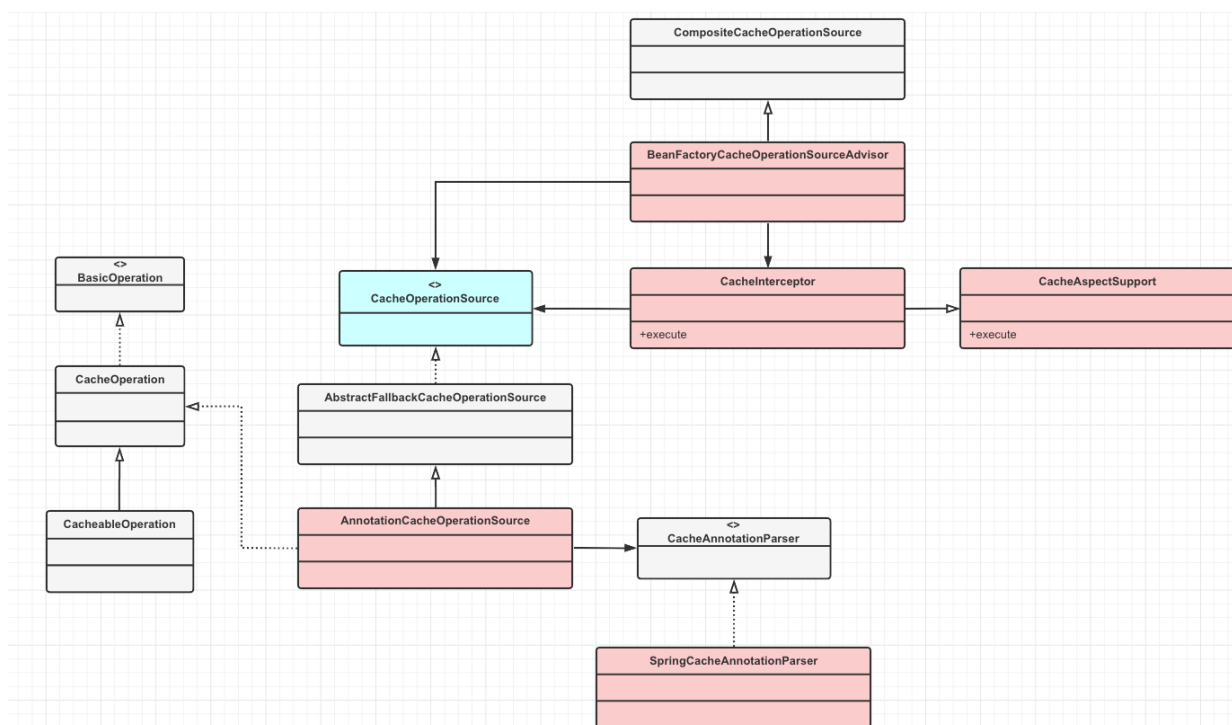 CompositeCacheOperationSource
BeanFactoryCacheOperationSourceAdvisor
<>
BasicOperation
<>
CacheOperationSource
CacheInterceptor
+execute
CacheAspectSupport
+execute
CacheOperation
AbstractFallbackCacheOperationSource
CacheableOperation
AnnotationCacheOperationSource
<>
CacheAnnotationParser
SpringCacheAnnotationParser